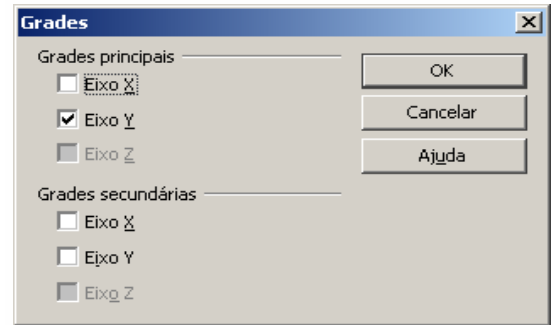 Grades
Grades principais
Eixo X
Eixo Y
Eixo Z
OK
Cancelar
Ajuda
Grades secundárias
Eixo X
Eixo Y
Eixo Z